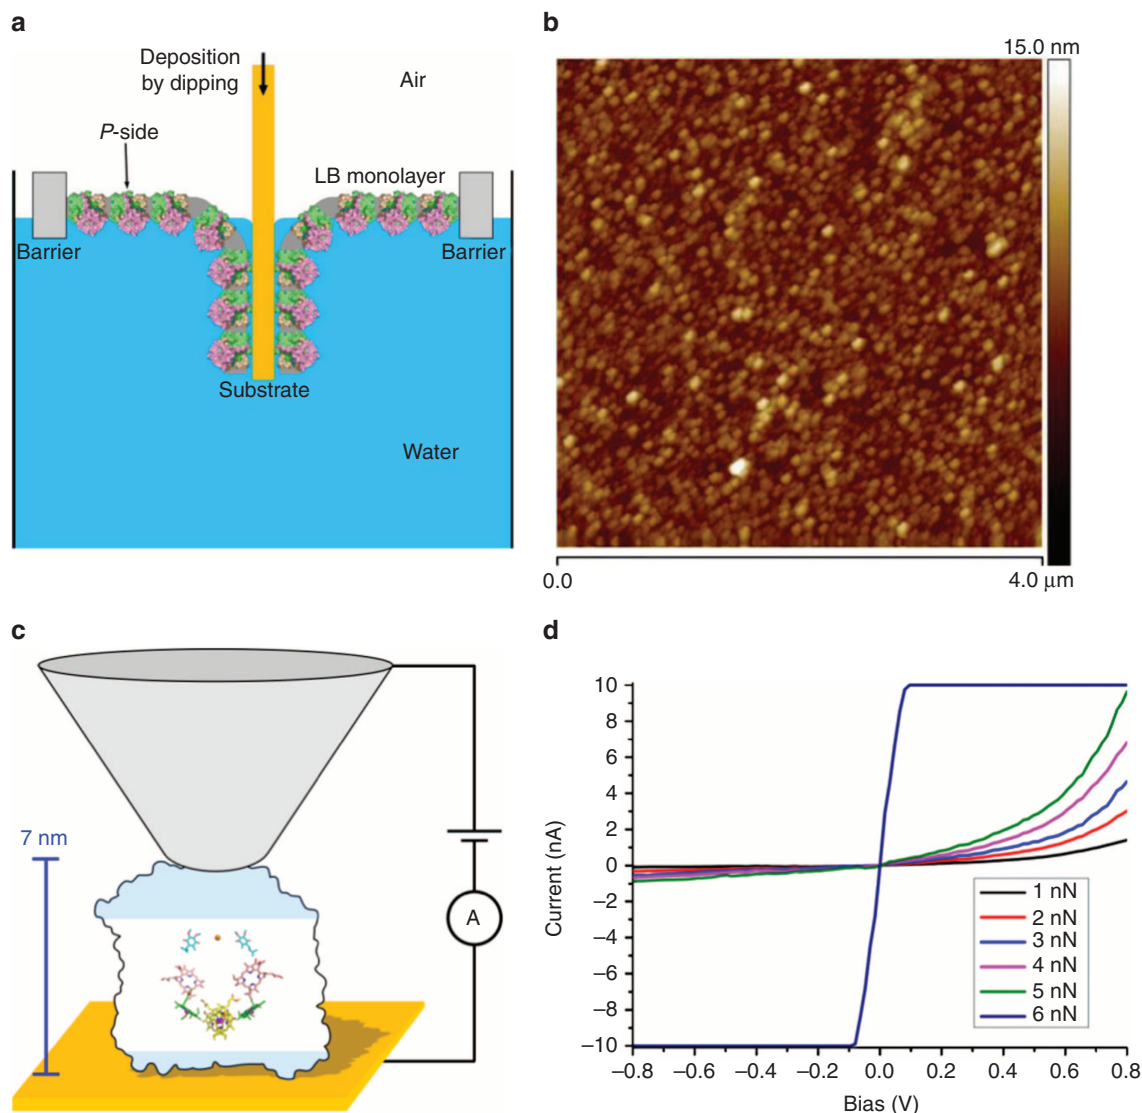 a
Deposition
by dipping
Air
P-side
LB monolayer
Barrier
Barrier
Substrate
Water
b
15.0 nm
0.0
4.0 μm
c
7 nm
A
d
Current (nA)
10
8
6
4
2
0
−2
−4
−6
−8
−10
1 nN
2 nN
3 nN
4 nN
5 nN
6 nN
−0.8 −0.6 −0.4 −0.2 0.0 0.2 0.4 0.6 0.8
Bias (V)